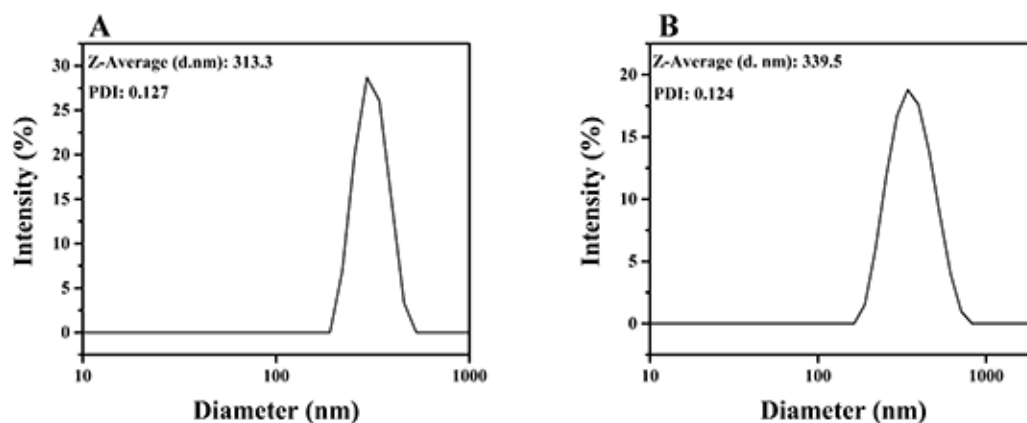 A
Z-Average (d.nm): 313.3
PDI: 0.127
30
25
20
15
10
5
0
Intensity (%)
10
100
1000
Diameter (nm)
B
Z-Average (d. nm): 339.5
PDI: 0.124
20
15
10
5
0
Intensity (%)
10
100
1000
Diameter (nm)